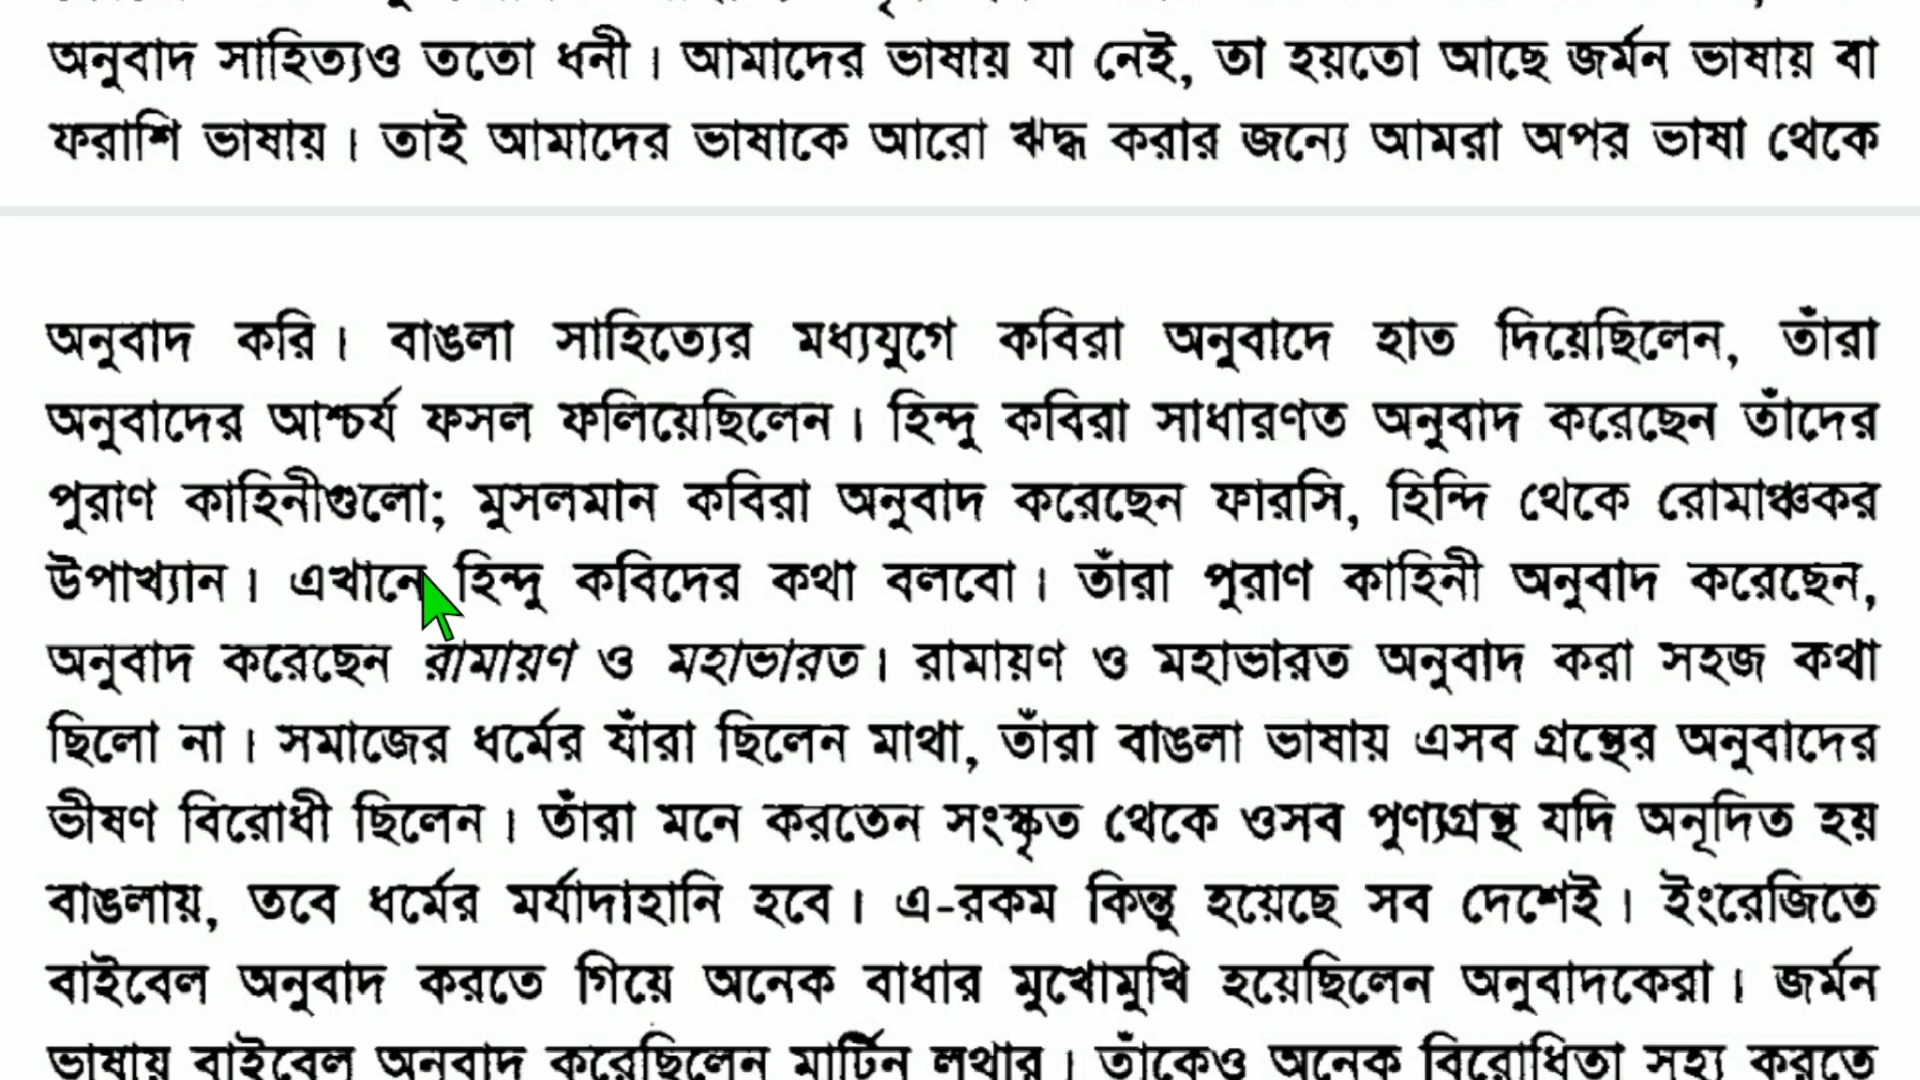 অনুবাদ সাহিত্যও ততো ধনী। আমাদের ভাষায় যা নেই, তা হয়তো আছে জর্মন ভাষায় বা
ফরাশি ভাষায়। তাই আমাদের ভাষাকে আরো ঋদ্ধ করার জন্যে আমরা অপর ভাষা থেকে
অনুবাদ করি। বাঙলা সাহিত্যের মধ্যযুগে কবিরা অনুবাদে হাত দিয়েছিলেন, তাঁরা
অনুবাদের আশ্চর্য ফসল ফলিয়েছিলেন। হিন্দু কবিরা সাধারণত অনুবাদ করেছেন তাঁদের
পুরাণ কাহিনীগুলো; মুসলমান কবিরা অনুবাদ করেছেন ফারসি, হিন্দি থেকে রোমাঞ্চকর
উপাখ্যান। এখানে হিন্দু কবিদের কথা বলবো। তাঁরা পুরাণ কাহিনী অনুবাদ করেছেন,
অনুবাদ করেছেন রামায়ণ ও মহাভারত। রামায়ণ ও মহাভারত অনুবাদ করা সহজ কথা
ছিলো না। সমাজের ধর্মের যাঁরা ছিলেন মাথা, তাঁরা বাঙলা ভাষায় এসব গ্রন্থের অনুবাদের
ভীষণ বিরোধী ছিলেন। তাঁরা মনে করতেন সংস্কৃত থেকে ওসব পুণ্যগ্রন্থ যদি অনূদিত হয়
বাঙলায়, তবে ধর্মের মর্যাদাহানি হবে। এ-রকম কিন্তু হয়েছে সব দেশেই। ইংরেজিতে
বাইবেল অনুবাদ করতে গিয়ে অনেক বাধার মুখোমুখি হয়েছিলেন অনুবাদকেরা। জর্মন
ভাষায় বাইবেল অনুবাদ করেছিলেন মার্টিন লুথার। তাঁকেও অনেক বিরোধিতা সহ্য করতে